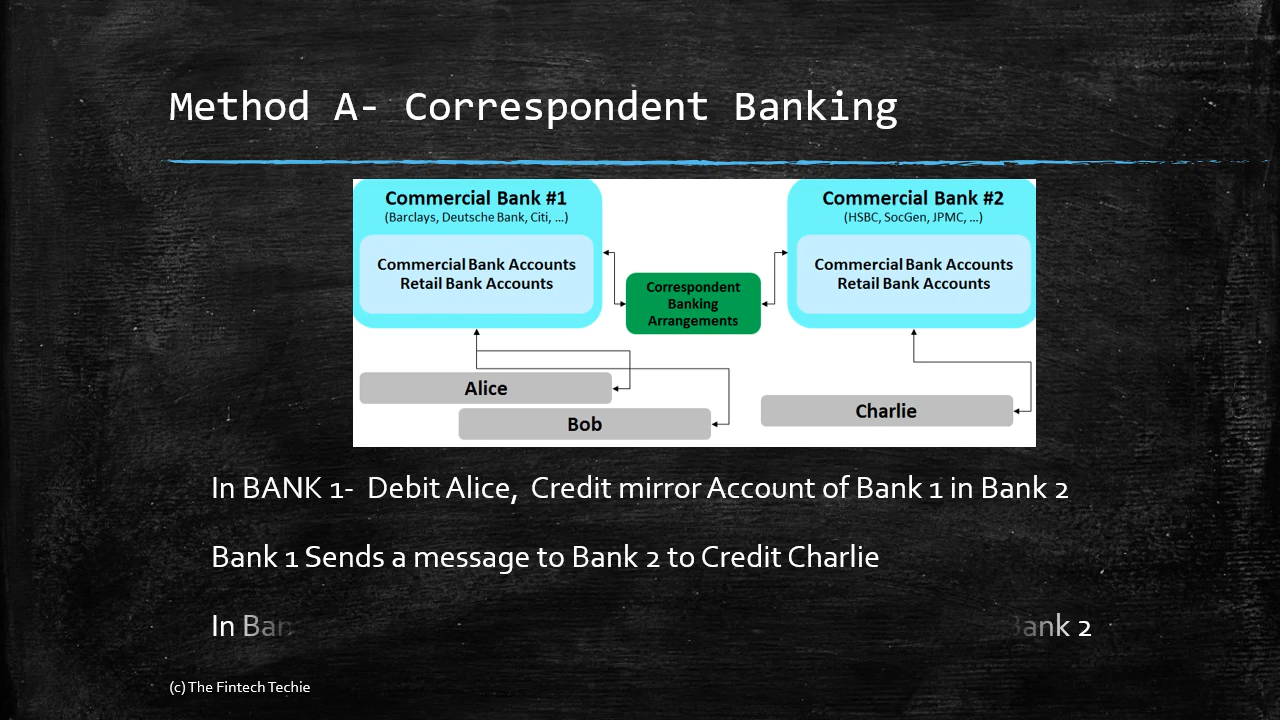 Method A- Correspondent Banking
Commercial Bank #1
(Barclays, Deutsche Bank, Citi, ...)
Commercial Bank Accounts
Retail Bank Accounts
Correspondent
Banking
Arrangements
Commercial Bank #2
(HSBC, SocGen, JPMC, ...)
Commercial Bank Accounts
Retail Bank Accounts
Alice
Bob
Charlie
In BANK 1- Debit Alice, Credit mirror Account of Bank 1 in Bank 2
Bank 1 Sends a message to Bank 2 to Credit Charlie
In Bank 2
(c) The Fintech Techie